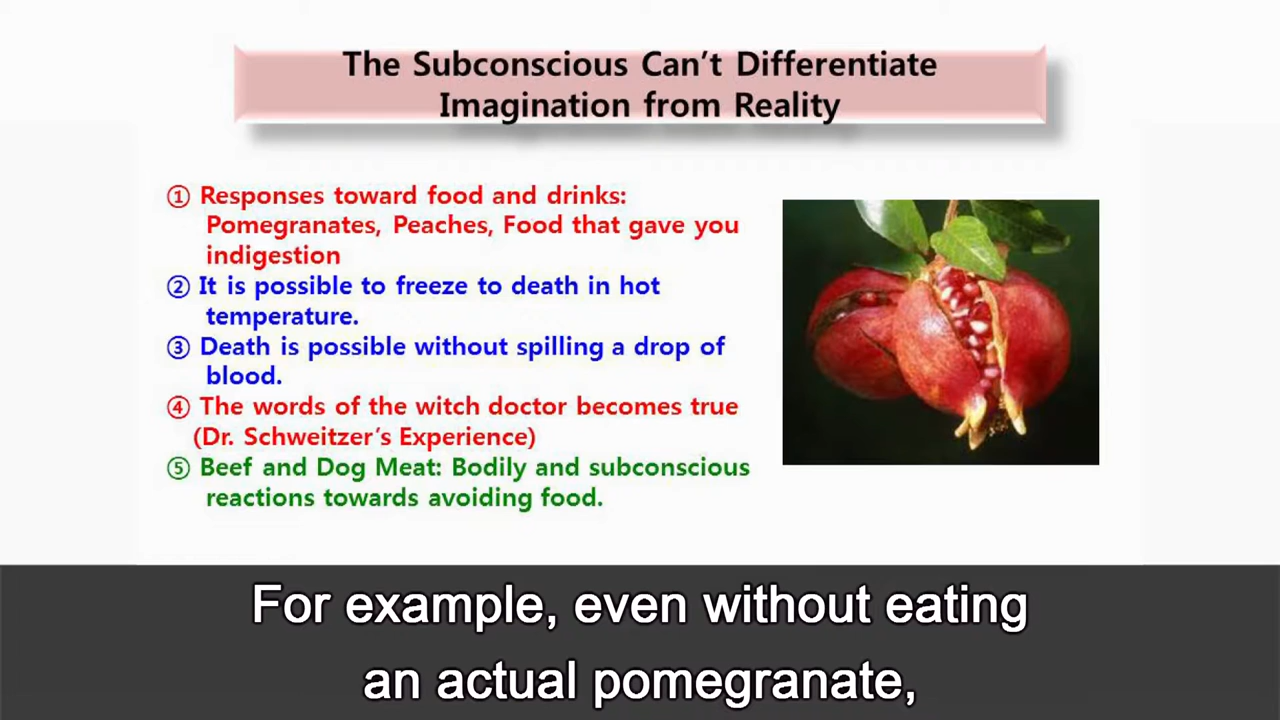 The Subconscious Can't Differentiate
Imagination from Reality
① Responses toward food and drinks:
Pomegranates, Peaches, Food that gave you
indigestion
② It is possible to freeze to death in hot
temperature.
③ Death is possible without spilling a drop of
blood.
④ The words of the witch doctor becomes true
(Dr. Schweitzer's Experience)
⑤ Beef and Dog Meat: Bodily and subconscious
reactions towards avoiding food.
For example, even without eating
an actual pomegranate,